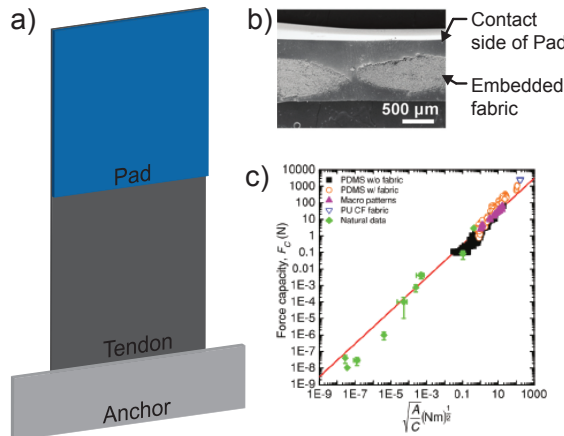 a)
Pad
Tendon
Anchor
b)
Contact
side of Pad
Embedded
fabric
500 µm
c)
PDMS w/o fabric
PDMS w/ fabric
Macro patterns
PU CF fabric
Natural data
Force capacity, F_C (N)
10000
1000
100
10
1
0.1
0.01
1E-3
1E-4
1E-5
1E-6
1E-7
1E-8
1E-9
1E-9 1E-7 1E-5 1E-3 0.1 10 1000
√(A/C) (Nm)^½